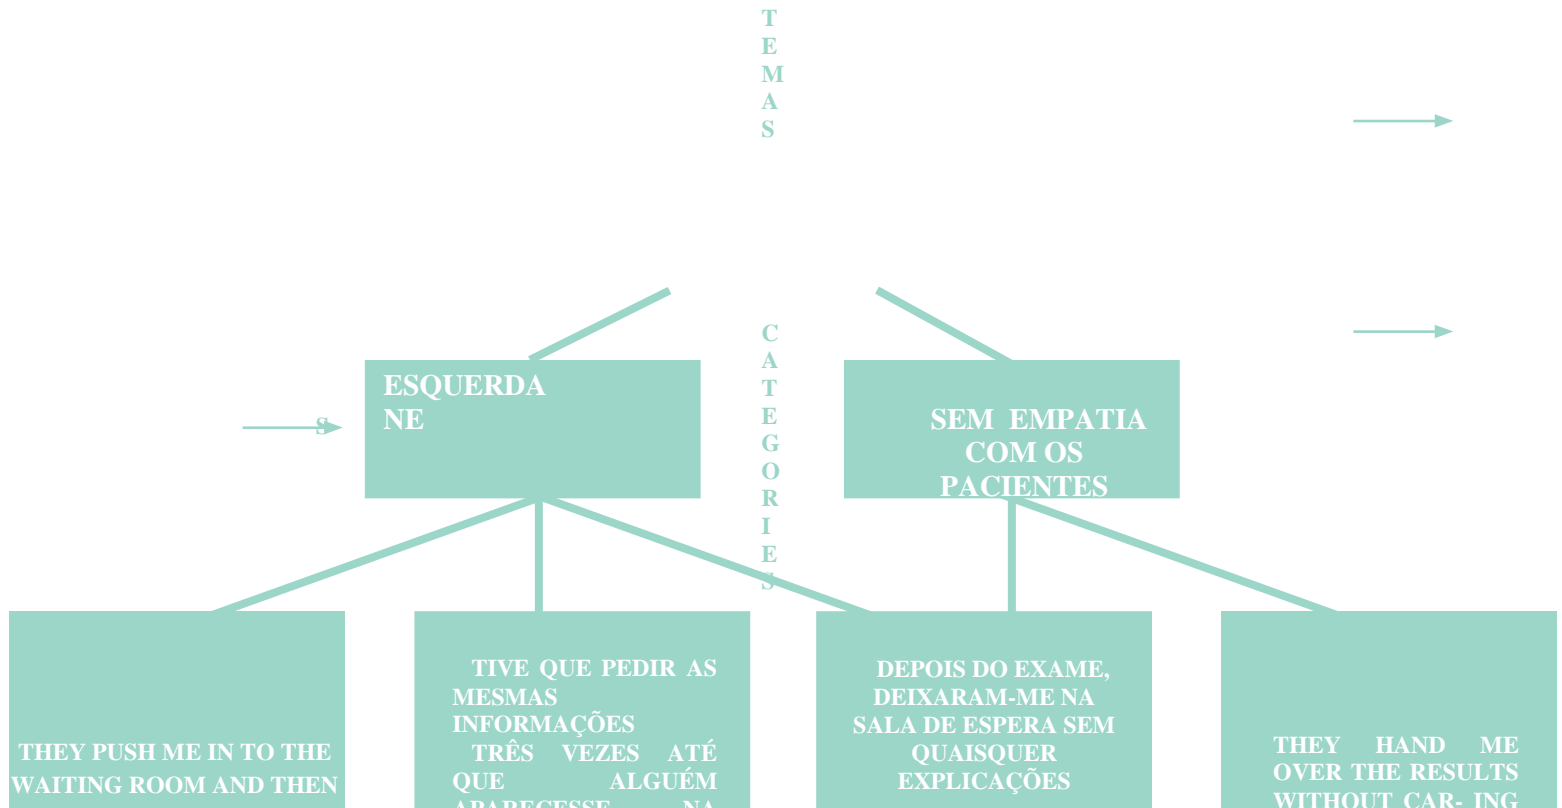 T
E
M
A
S
C
A
T
E
G
O
R
I
E
S
S
ESQUERDA
NE
SEM EMPATIA
COM OS
PACIENTES
THEY PUSH ME IN TO THE
WAITING ROOM AND THEN
TIVE QUE PEDIR AS
MESMAS
INFORMAÇÕES
TRÊS VEZES ATÉ
QUE ALGUÉM
APARECESSE NA
DEPOIS DO EXAME,
DEIXARAM-ME NA
SALA DE ESPERA SEM
QUAISQUER
EXPLICAÇÕES
THEY HAND ME
OVER THE RESULTS
WITHOUT CAR- ING